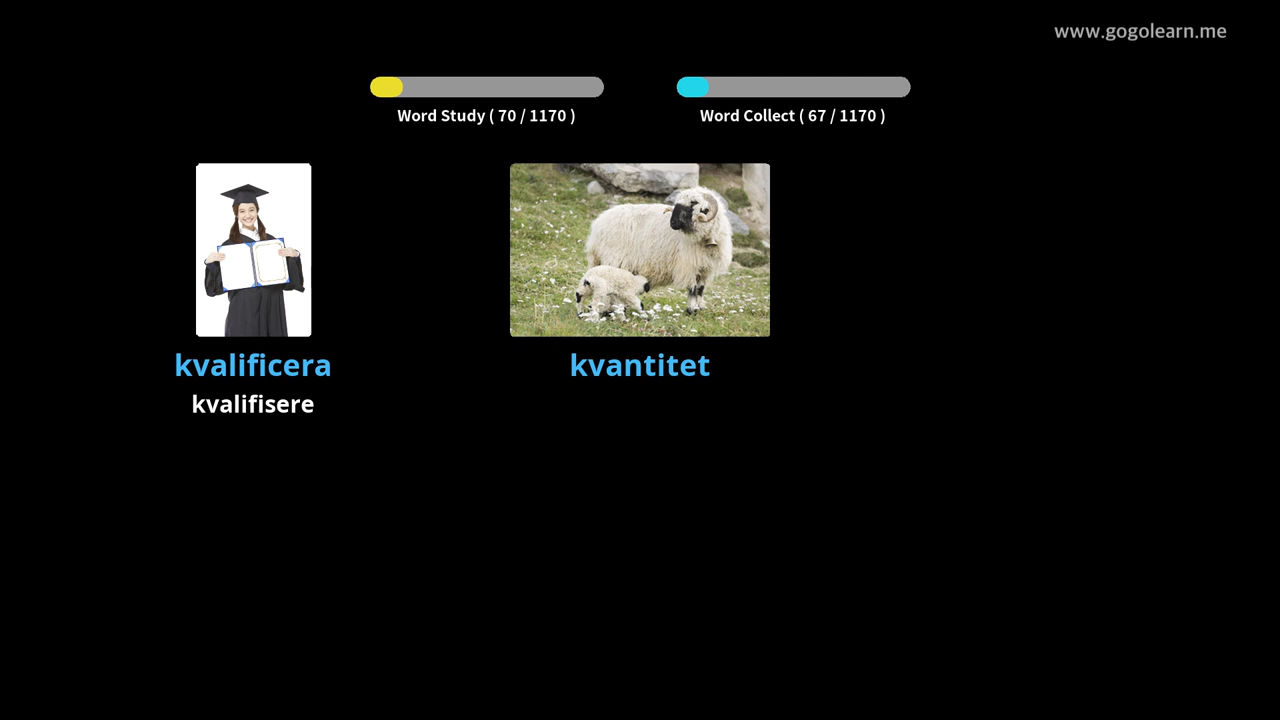 www.gogolearn.me
Word Study ( 70 / 1170 )
Word Collect ( 67 / 1170 )
kvalificera
kvalifisere
kvantitet